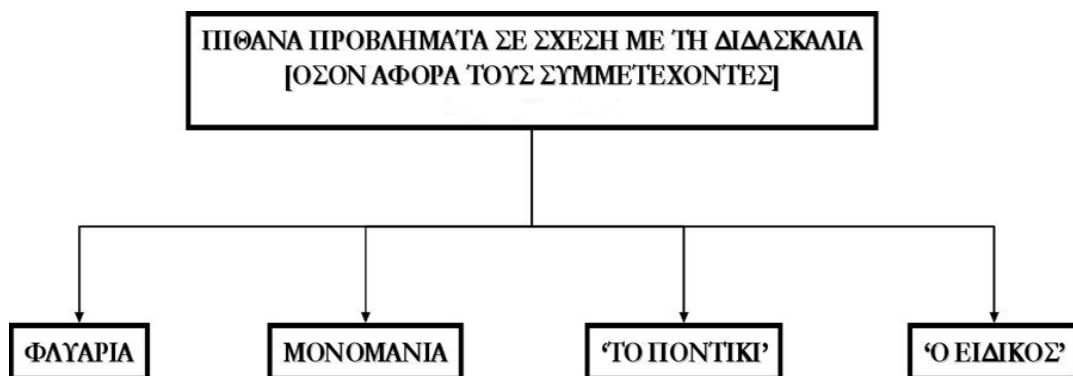 ΠΙΘΑΝΑ ΠΡΟΒΛΗΜΑΤΑ ΣΕ ΣΧΕΣΗ ΜΕ ΤΗ ΔΙΔΑΣΚΑΛΙΑ
[ΟΣΟΝ ΑΦΟΡΑ ΤΟΥΣ ΣΥΜΜΕΤΕΧΟΝΤΕΣ]
ΦΛΥΑΡΙΑ
ΜΟΝΟΜΑΝΙΑ
‘ΤΟ ΠΟΝΤΙΚΙ’
‘Ο ΕΙΔΙΚΟΣ’